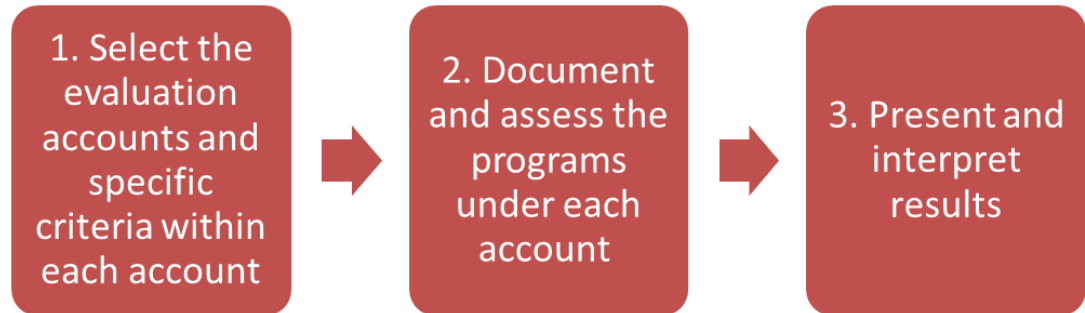 1. Select the
evaluation
accounts and
specific
criteria within
each account
2. Document
and assess the
programs
under each
account
3. Present and
interpret
results